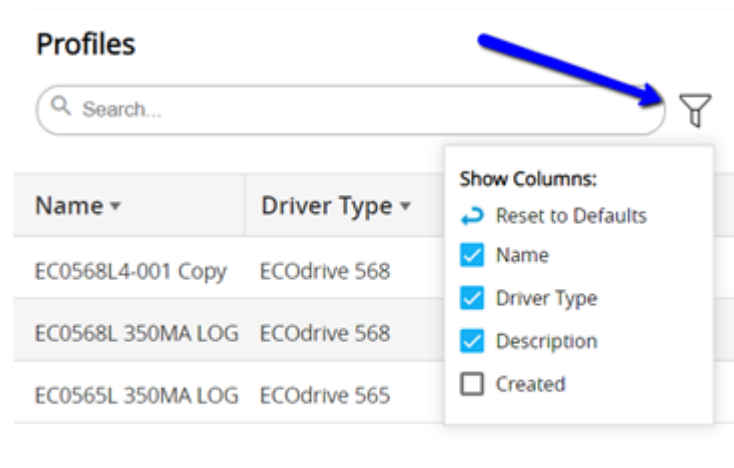 Profiles
Search...
Name
Driver Type
EC0568L4-001 Copy
ECOdrive 568
EC0568L 350MA LOG
ECOdrive 568
EC0565L 350MA LOG
ECOdrive 565
Show Columns:
Reset to Defaults
Name
Driver Type
Description
Created